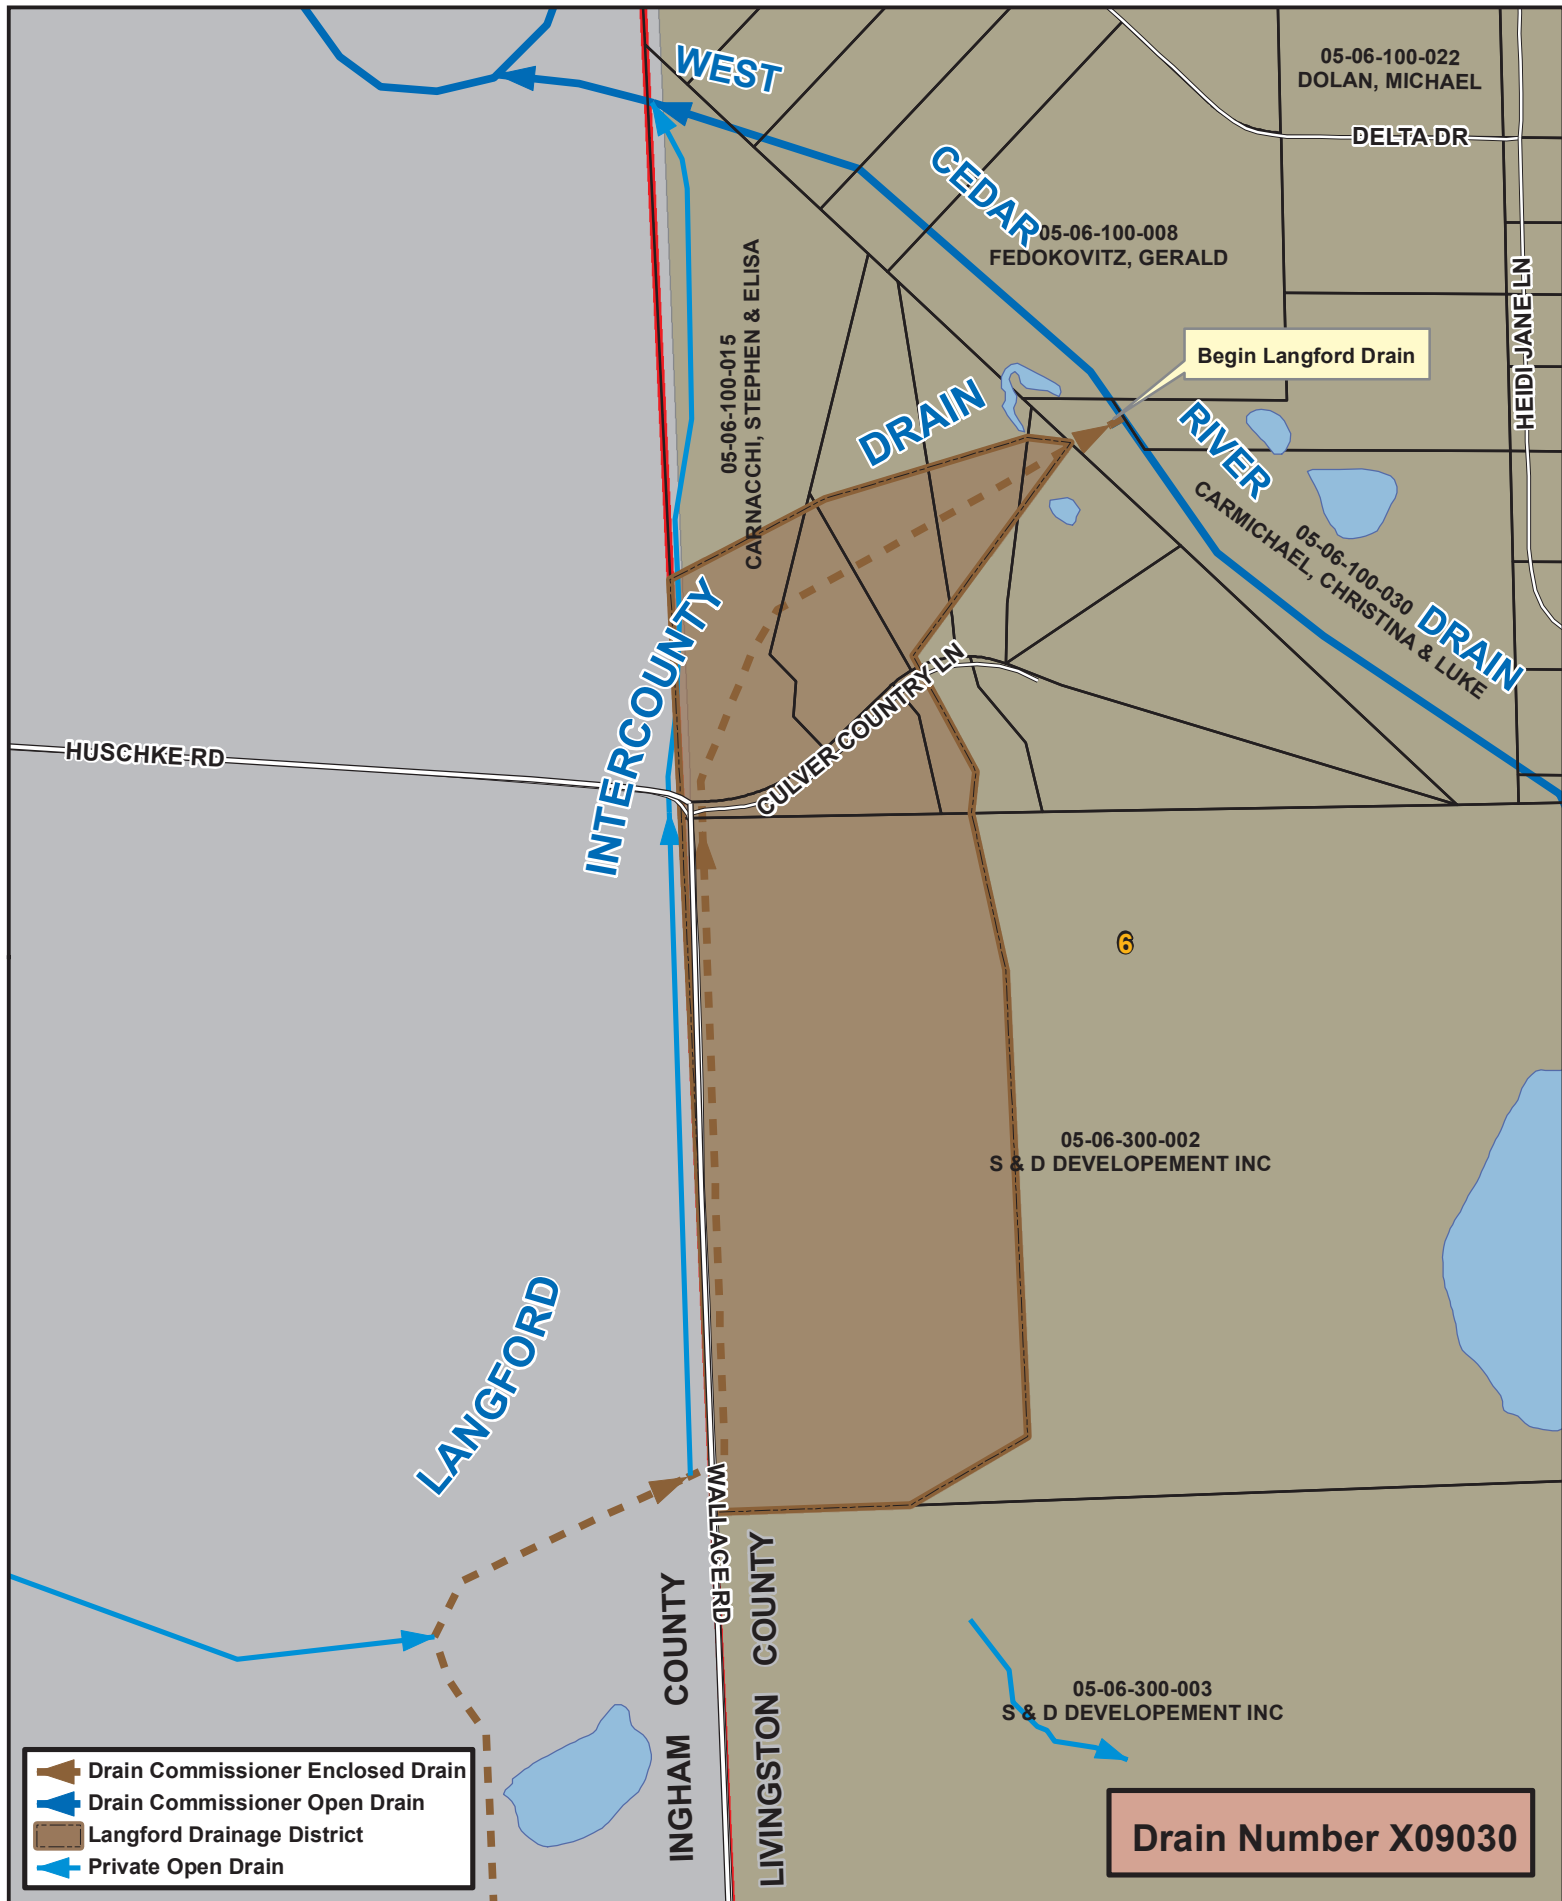 WEST
05-06-100-022
DOLAN, MICHAEL
DELTA DR
CEDAR
05-06-100-008
FEDOKOVITZ, GERALD
05-06-100-015
CARNACCHI, STEPHEN & ELISA
HEIDI JANE LN
Begin Langford Drain
DRAIN
RIVER
05-06-100-030
CARMICHAEL, CHRISTINA & LUKE
DRAIN
INTERCOUNTY
CULVER COUNTRY LN
HUSCHKE RD
6
05-06-300-002
S & D DEVELOPEMENT INC
LANGFORD
WALLACE RD
INGHAM COUNTY
LIVINGSTON COUNTY
05-06-300-003
S & D DEVELOPEMENT INC
Drain Commissioner Enclosed Drain
Drain Commissioner Open Drain
Langford Drainage District
Private Open Drain
Drain Number X09030